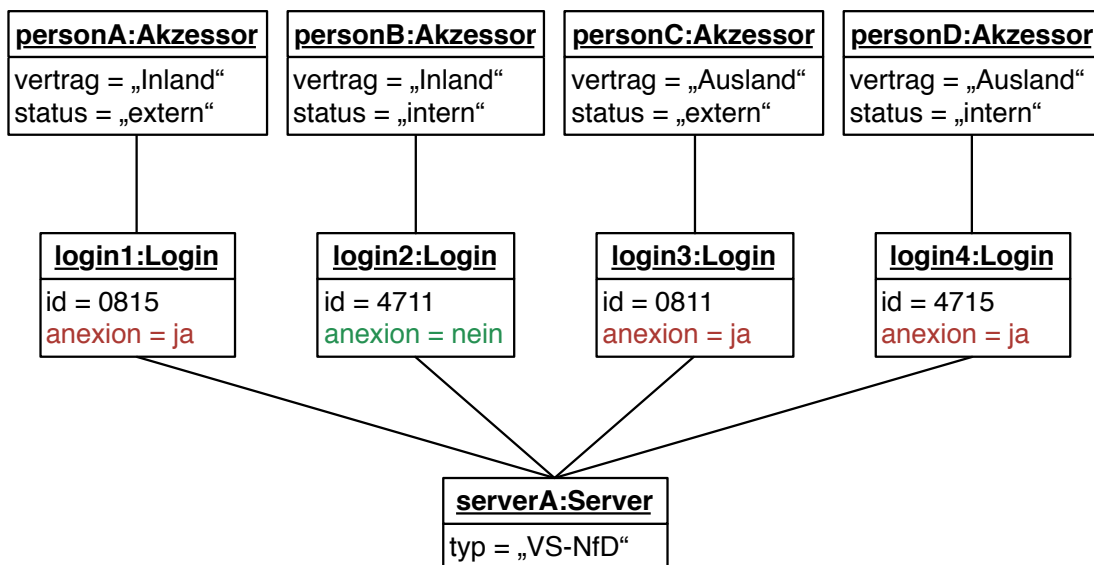 personA:Akzessor
vertrag = „Inland“
status = „extern“
personB:Akzessor
vertrag = „Inland“
status = „intern“
personC:Akzessor
vertrag = „Ausland“
status = „extern“
personD:Akzessor
vertrag = „Ausland“
status = „intern“
login1:Login
id = 0815
anexion = ja
login2:Login
id = 4711
anexion = nein
login3:Login
id = 0811
anexion = ja
login4:Login
id = 4715
anexion = ja
serverA:Server
typ = „VS-NfD“